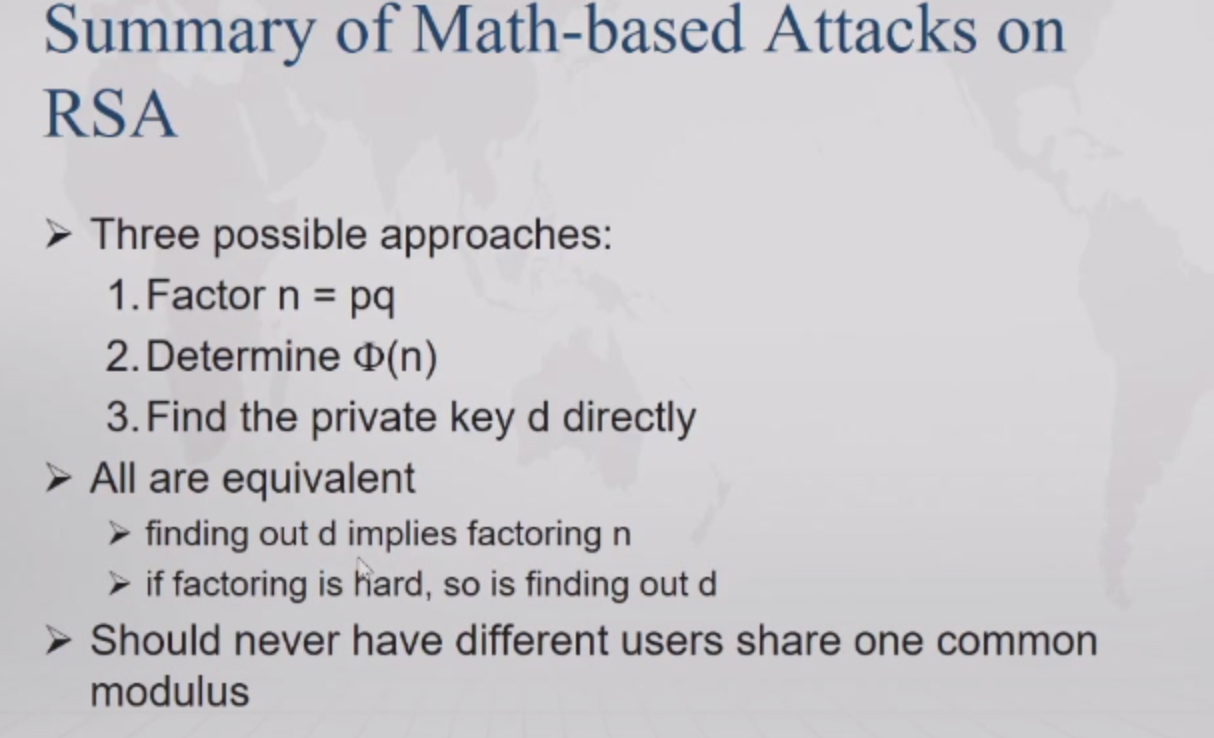 Summary of Math-based Attacks on
RSA
➢ Three possible approaches:
1. Factor n = pq
2. Determine Φ(n)
3. Find the private key d directly
➢ All are equivalent
➢ finding out d implies factoring n
➢ if factoring is hard, so is finding out d
➢ Should never have different users share one common
modulus